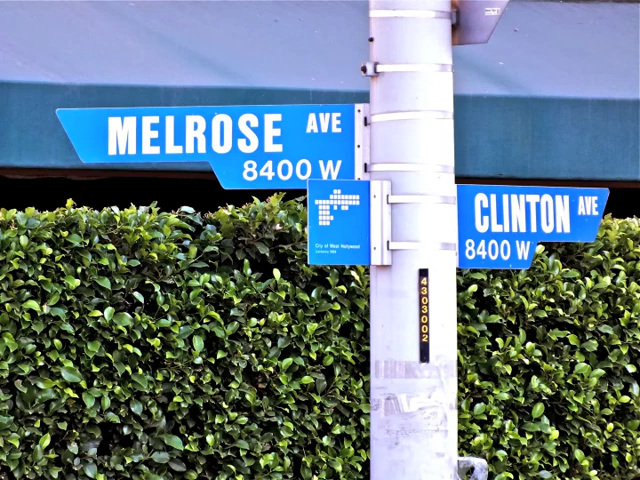 MELROSE AVE
8400 W
City of West Hollywood
CLINTON AVE
8400 W
4303002